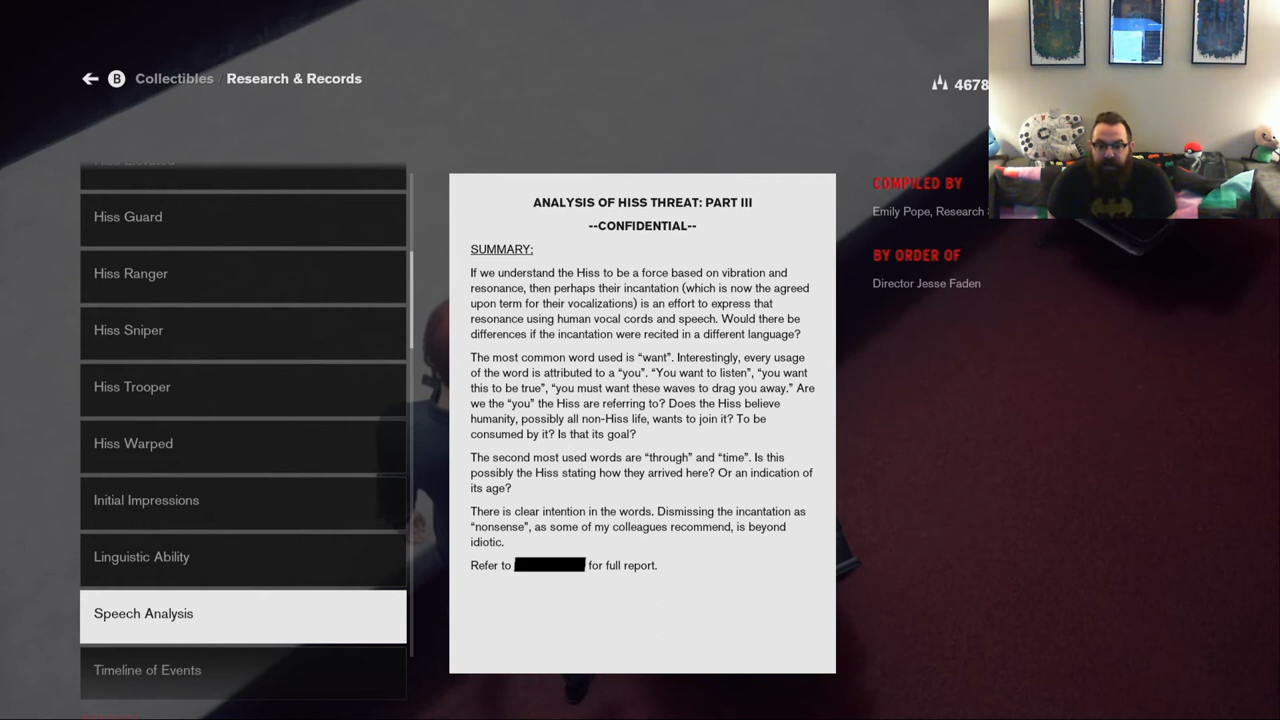 B Collectibles / Research & Records
4678
Hiss Elevated
Hiss Guard
Hiss Ranger
Hiss Sniper
Hiss Trooper
Hiss Warped
Initial Impressions
Linguistic Ability
Speech Analysis
Timeline of Events
ANALYSIS OF HISS THREAT: PART III
--CONFIDENTIAL--
SUMMARY:
If we understand the Hiss to be a force based on vibration and
resonance, then perhaps their incantation (which is now the agreed
upon term for their vocalizations) is an effort to express that
resonance using human vocal cords and speech. Would there be
differences if the incantation were recited in a different language?
The most common word used is “want”. Interestingly, every usage
of the word is attributed to a “you”. “You want to listen”, “you want
this to be true”, “you must want these waves to drag you away.” Are
we the “you” the Hiss are referring to? Does the Hiss believe
humanity, possibly all non-Hiss life, wants to join it? To be
consumed by it? Is that its goal?
The second most used words are “through” and “time”. Is this
possibly the Hiss stating how they arrived here? Or an indication of
its age?
There is clear intention in the words. Dismissing the incantation as
“nonsense”, as some of my colleagues recommend, is beyond
idiotic.
Refer to for full report.
COMPILED BY
Emily Pope, Research
BY ORDER OF
Director Jesse Faden